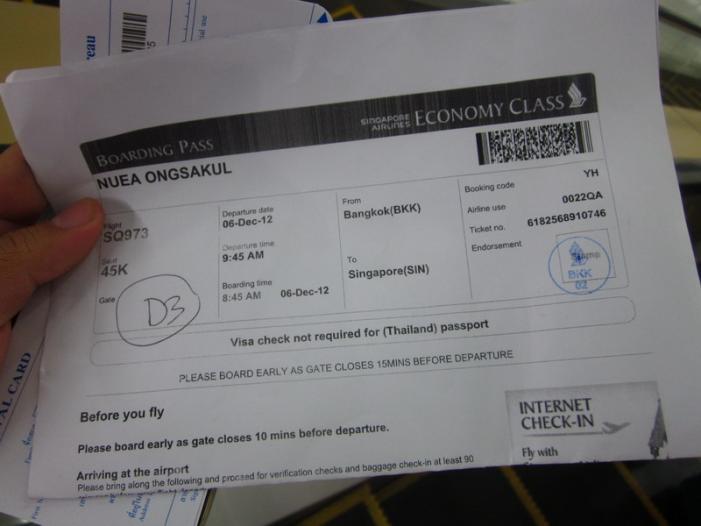 eau
BOARDING PASS
SINGAPORE AIRLINES ECONOMY CLASS
NUEA ONGSAKUL
Flight
SQ973
Seat
45K
Gate
D3
Departure date
06-Dec-12
Departure time
9:45 AM
Boarding time
8:45 AM 06-Dec-12
From
Bangkok(BKK)
To
Singapore(SIN)
Booking code YH
Airline use 0022QA
Ticket no. 6182568910746
Endorsement
Stamp
BKK
02
Visa check not required for (Thailand) passport
PLEASE BOARD EARLY AS GATE CLOSES 15MINS BEFORE DEPARTURE
Before you fly
Please board early as gate closes 10 mins before departure.
Arriving at the airport
Please bring along the following and proceed for verification checks and baggage check-in at least 90
INTERNET
CHECK-IN
Fly with
AL CARD